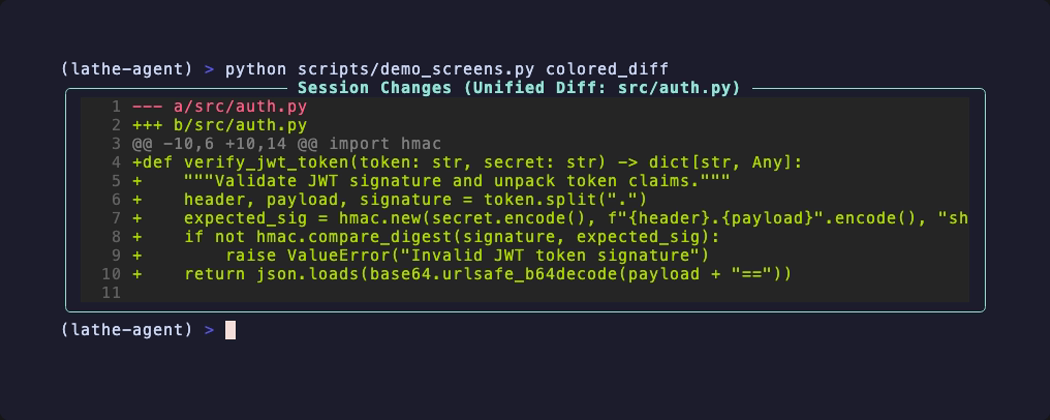 (lathe-agent) > python scripts/demo_screens.py colored_diff
Session Changes (Unified Diff: src/auth.py)
1 --- a/src/auth.py
2 +++ b/src/auth.py
3 @@ -10,6 +10,14 @@ import hmac
4 +def verify_jwt_token(token: str, secret: str) -> dict[str, Any]:
5 +    """Validate JWT signature and unpack token claims."""
6 +    header, payload, signature = token.split(".")
7 +    expected_sig = hmac.new(secret.encode(), f"{header}.{payload}".encode(), "sh
8 +    if not hmac.compare_digest(signature, expected_sig):
9 +        raise ValueError("Invalid JWT token signature")
10 +    return json.loads(base64.urlsafe_b64decode(payload + "=="))
11
(lathe-agent) >